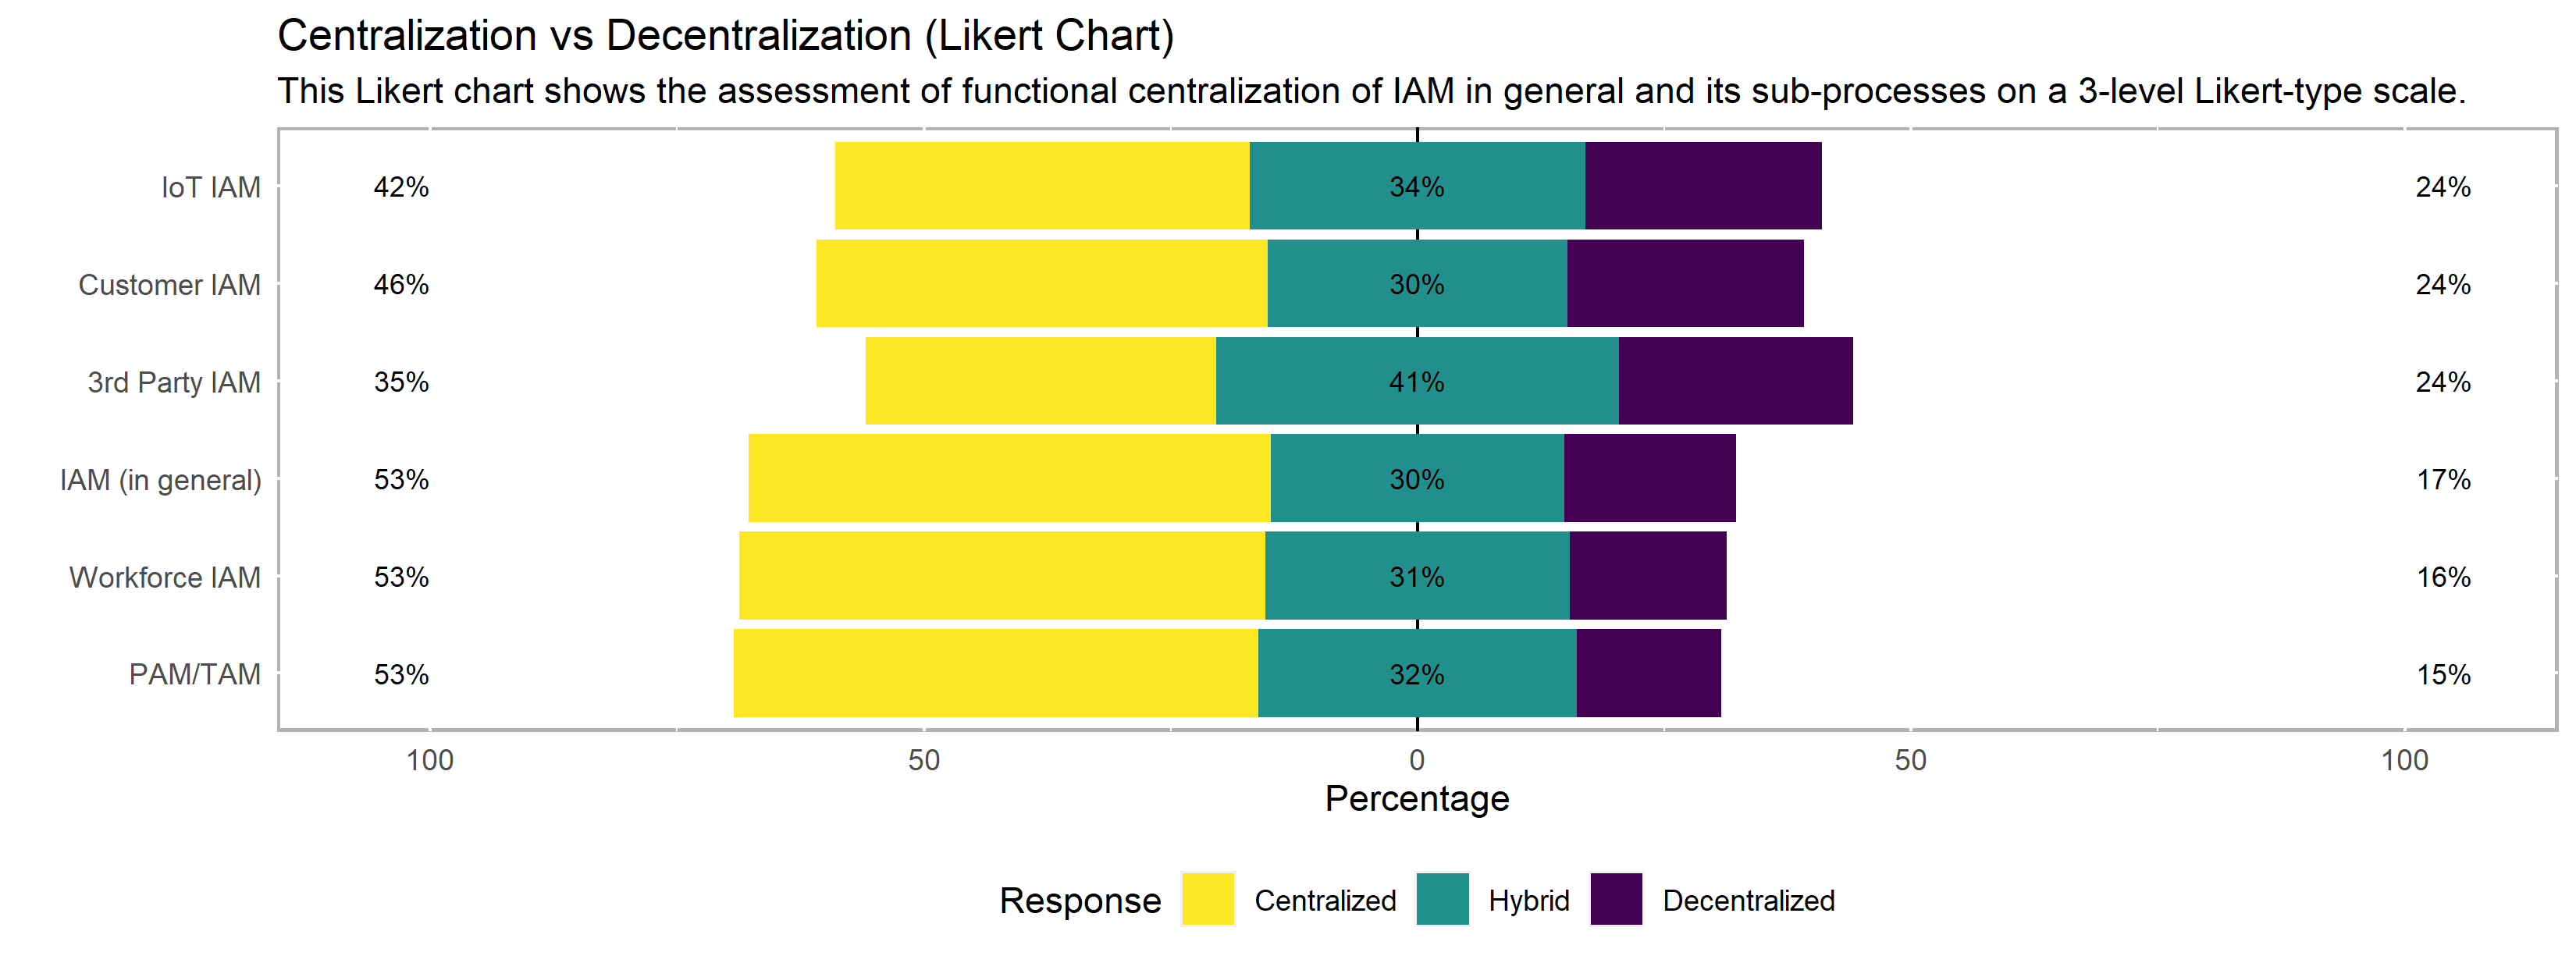 Centralization vs Decentralization (Likert Chart)
This Likert chart shows the assessment of functional centralization of IAM in general and its sub-processes on a 3-level Likert-type scale.
IoT IAM 42% 34% 24%
Customer IAM 46% 30% 24%
3rd Party IAM 35% 41% 24%
IAM (in general) 53% 30% 17%
Workforce IAM 53% 31% 16%
PAM/TAM 53% 32% 15%
100 50 0 50 100
Percentage
Response Centralized Hybrid Decentralized